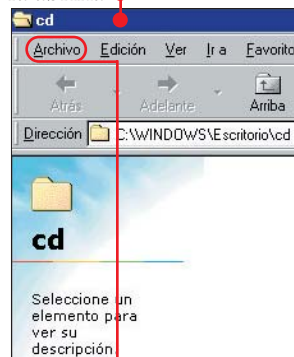 cd
Archivo Edición Ver Ir a Favorito
Atrás Adelante Arriba
Dirección C:\WINDOWS\Escritorio\cd
cd
Seleccione un
elemento para
ver su
descripción.